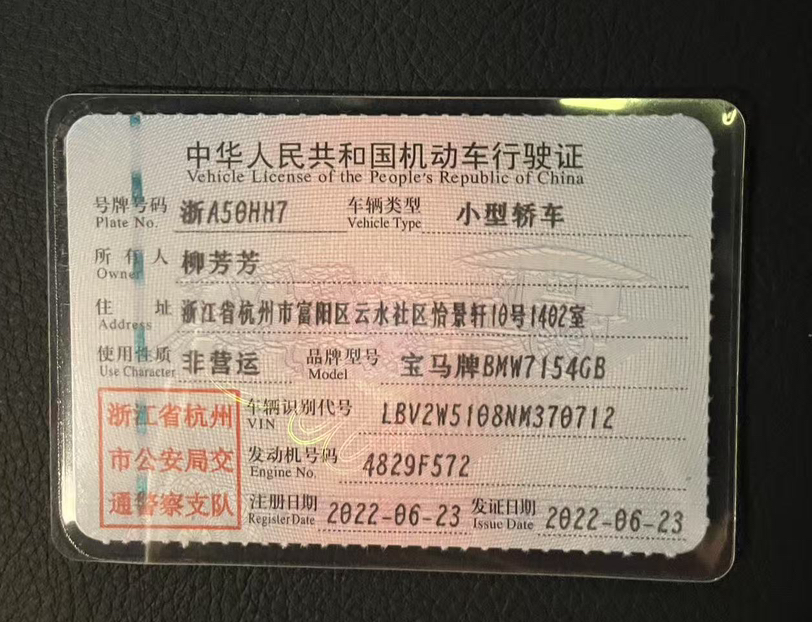 中华人民共和国机动车行驶证
Vehicle License of the People's Republic of China
号牌号码 浙A50HH7 车辆类型 小型轿车
Plate No. Vehicle Type
所有人 柳芳芳
Owner
住址 浙江省杭州市富阳区云水社区怡景轩10号1402室
Address
使用性质 非营运 品牌型号 宝马牌BMW7154GB
Use Character Model
浙江省杭州 车辆识别代号 LBV2W5108NM370712
VIN
市公安局交 发动机号码 4829F572
Engine No.
通警察支队 注册日期 2022-06-23 发证日期 2022-06-23
Register Date Issue Date